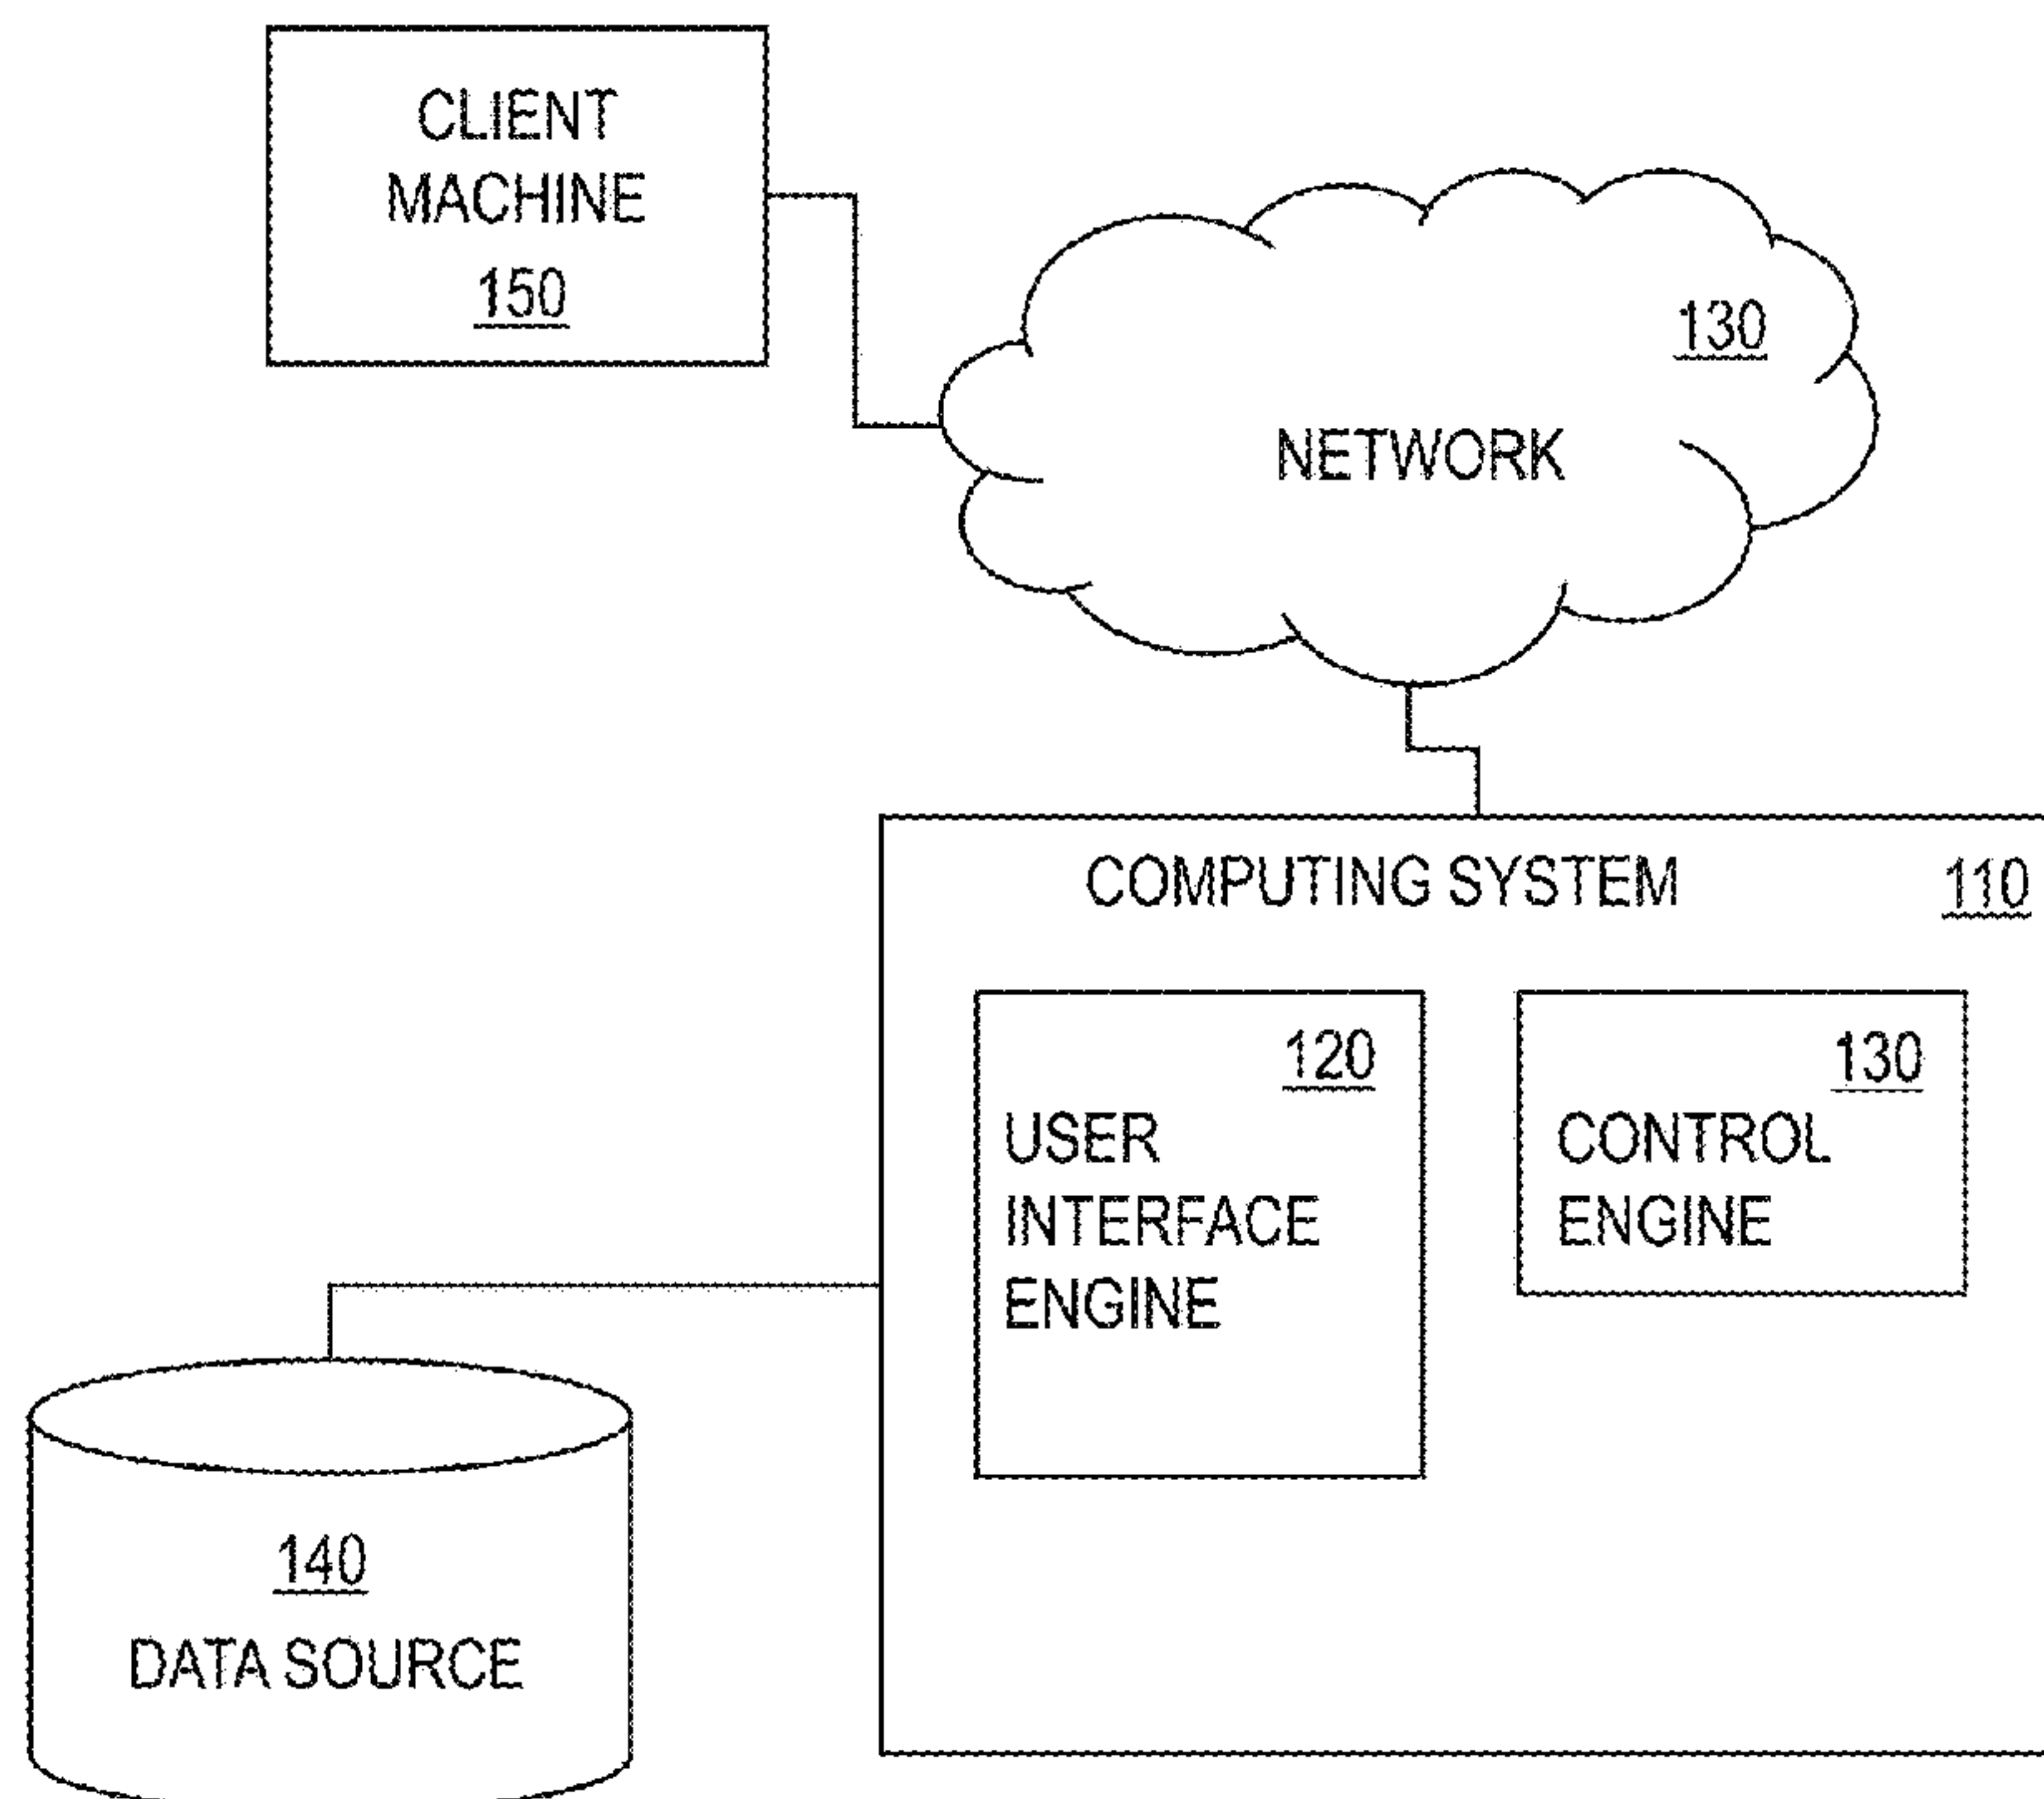 CLIENT
MACHINE
150
130
NETWORK
COMPUTING SYSTEM 110
120
USER
INTERFACE
ENGINE
130
CONTROL
ENGINE
140
DATA SOURCE